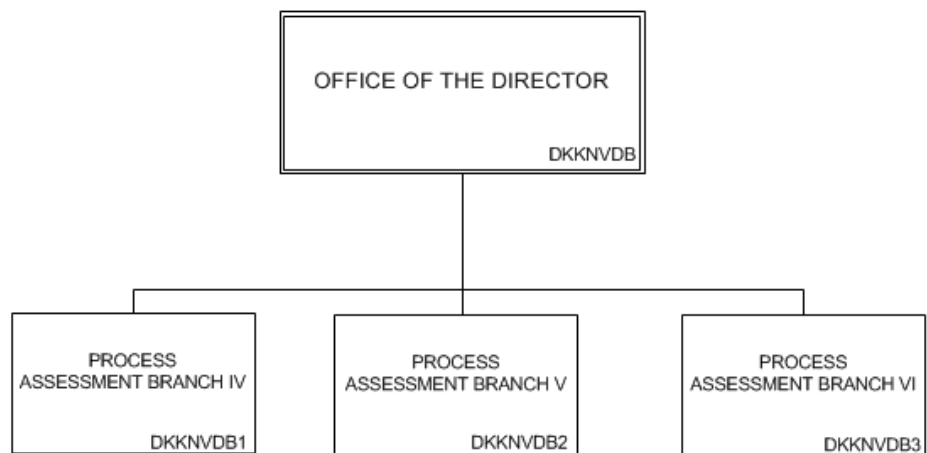 OFFICE OF THE DIRECTOR
DKKNVDB
PROCESS
ASSESSMENT BRANCH IV
DKKNVDB1
PROCESS
ASSESSMENT BRANCH V
DKKNVDB2
PROCESS
ASSESSMENT BRANCH VI
DKKNVDB3